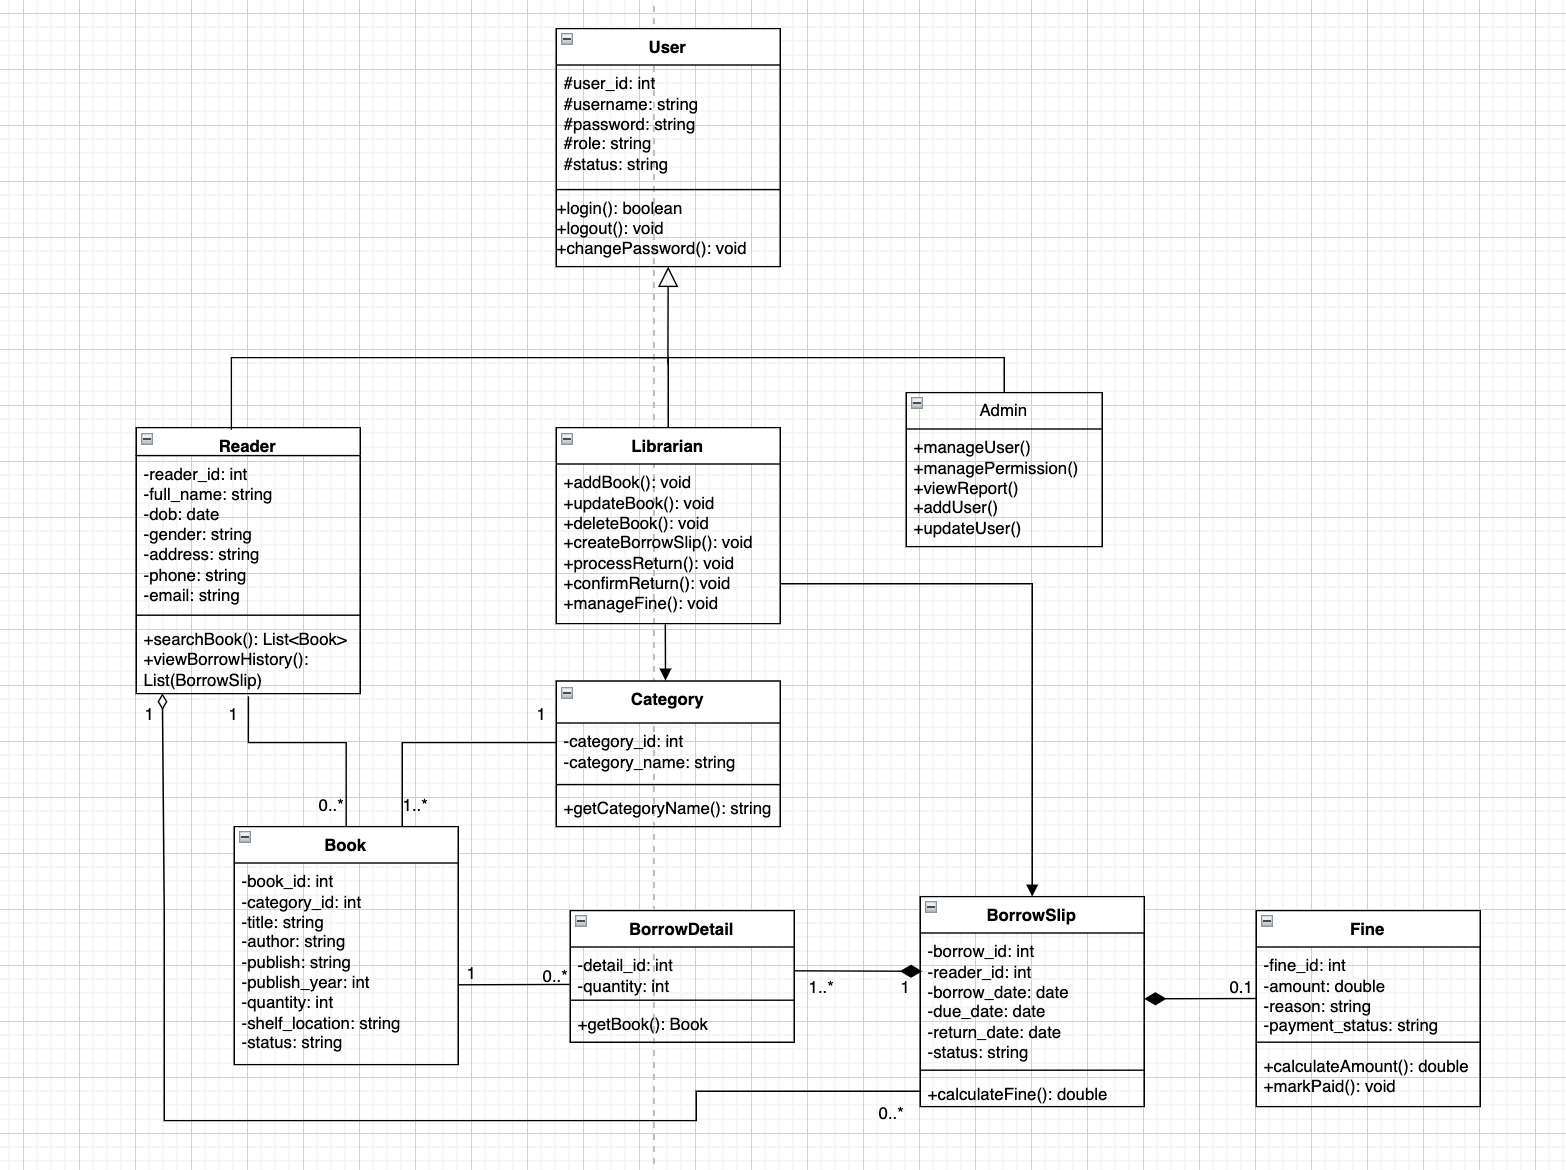 User
#user_id: int
#username: string
#password: string
#role: string
#status: string
+login(): boolean
+logout(): void
+changePassword(): void
Reader
-reader_id: int
-full_name: string
-dob: date
-gender: string
-address: string
-phone: string
-email: string
+searchBook(): List<Book>
+viewBorrowHistory():
List(BorrowSlip)
Librarian
+addBook(): void
+updateBook(): void
+deleteBook(): void
+createBorrowSlip(): void
+processReturn(): void
+confirmReturn(): void
+manageFine(): void
Admin
+manageUser()
+managePermission()
+viewReport()
+addUser()
+updateUser()
1
1
1
Category
-category_id: int
-category_name: string
+getCategoryName(): string
0..*
1..*
Book
-book_id: int
-category_id: int
-title: string
-author: string
-publish: string
-publish_year: int
-quantity: int
-shelf_location: string
-status: string
1
0..*
BorrowDetail
-detail_id: int
-quantity: int
+getBook(): Book
1..*
1
BorrowSlip
-borrow_id: int
-reader_id: int
-borrow_date: date
-due_date: date
-return_date: date
-status: string
+calculateFine(): double
0..*
0.1
Fine
-fine_id: int
-amount: double
-reason: string
-payment_status: string
+calculateAmount(): double
+markPaid(): void